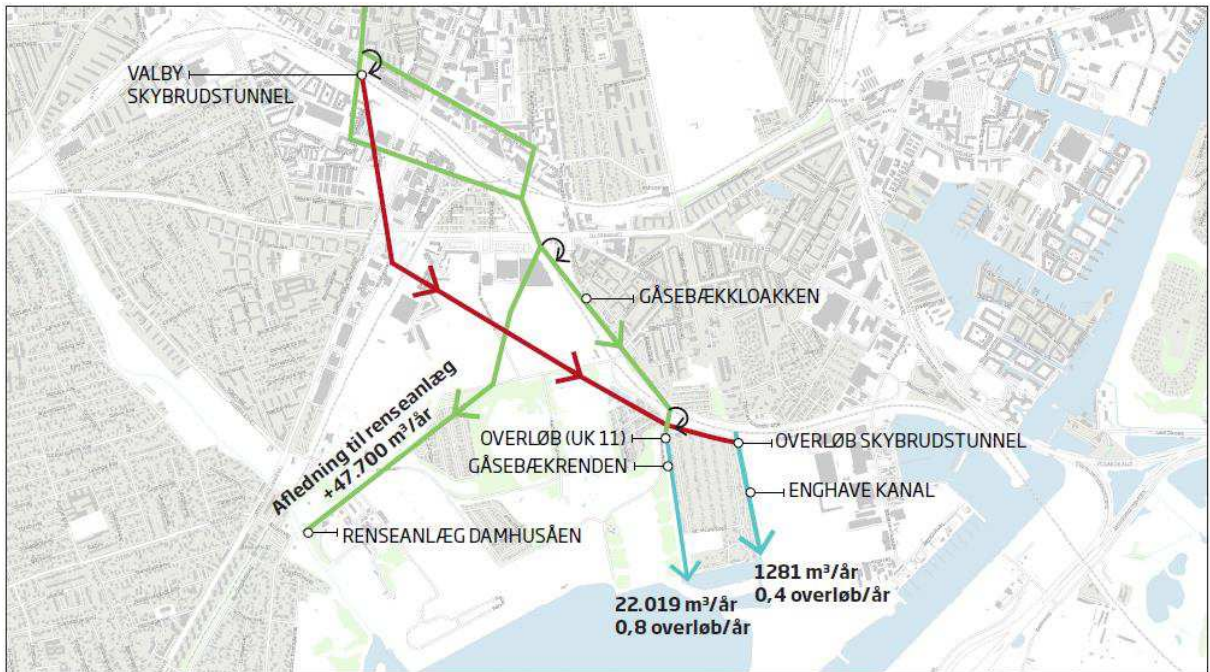 VALBY
SKYBRUDSTUNNEL
GÅSEBÆKKLOAKKEN
Afledning til renseanlæg
+47.700 m³/år
OVERLØB (UK 11)
OVERLØB SKYBRUDSTUNNEL
GÅSEBÆKRENDEN
ENGHAVE KANAL
RENSEANLÆG DAMHUSÅEN
1281 m³/år
0,4 overløb/år
22.019 m³/år
0,8 overløb/år